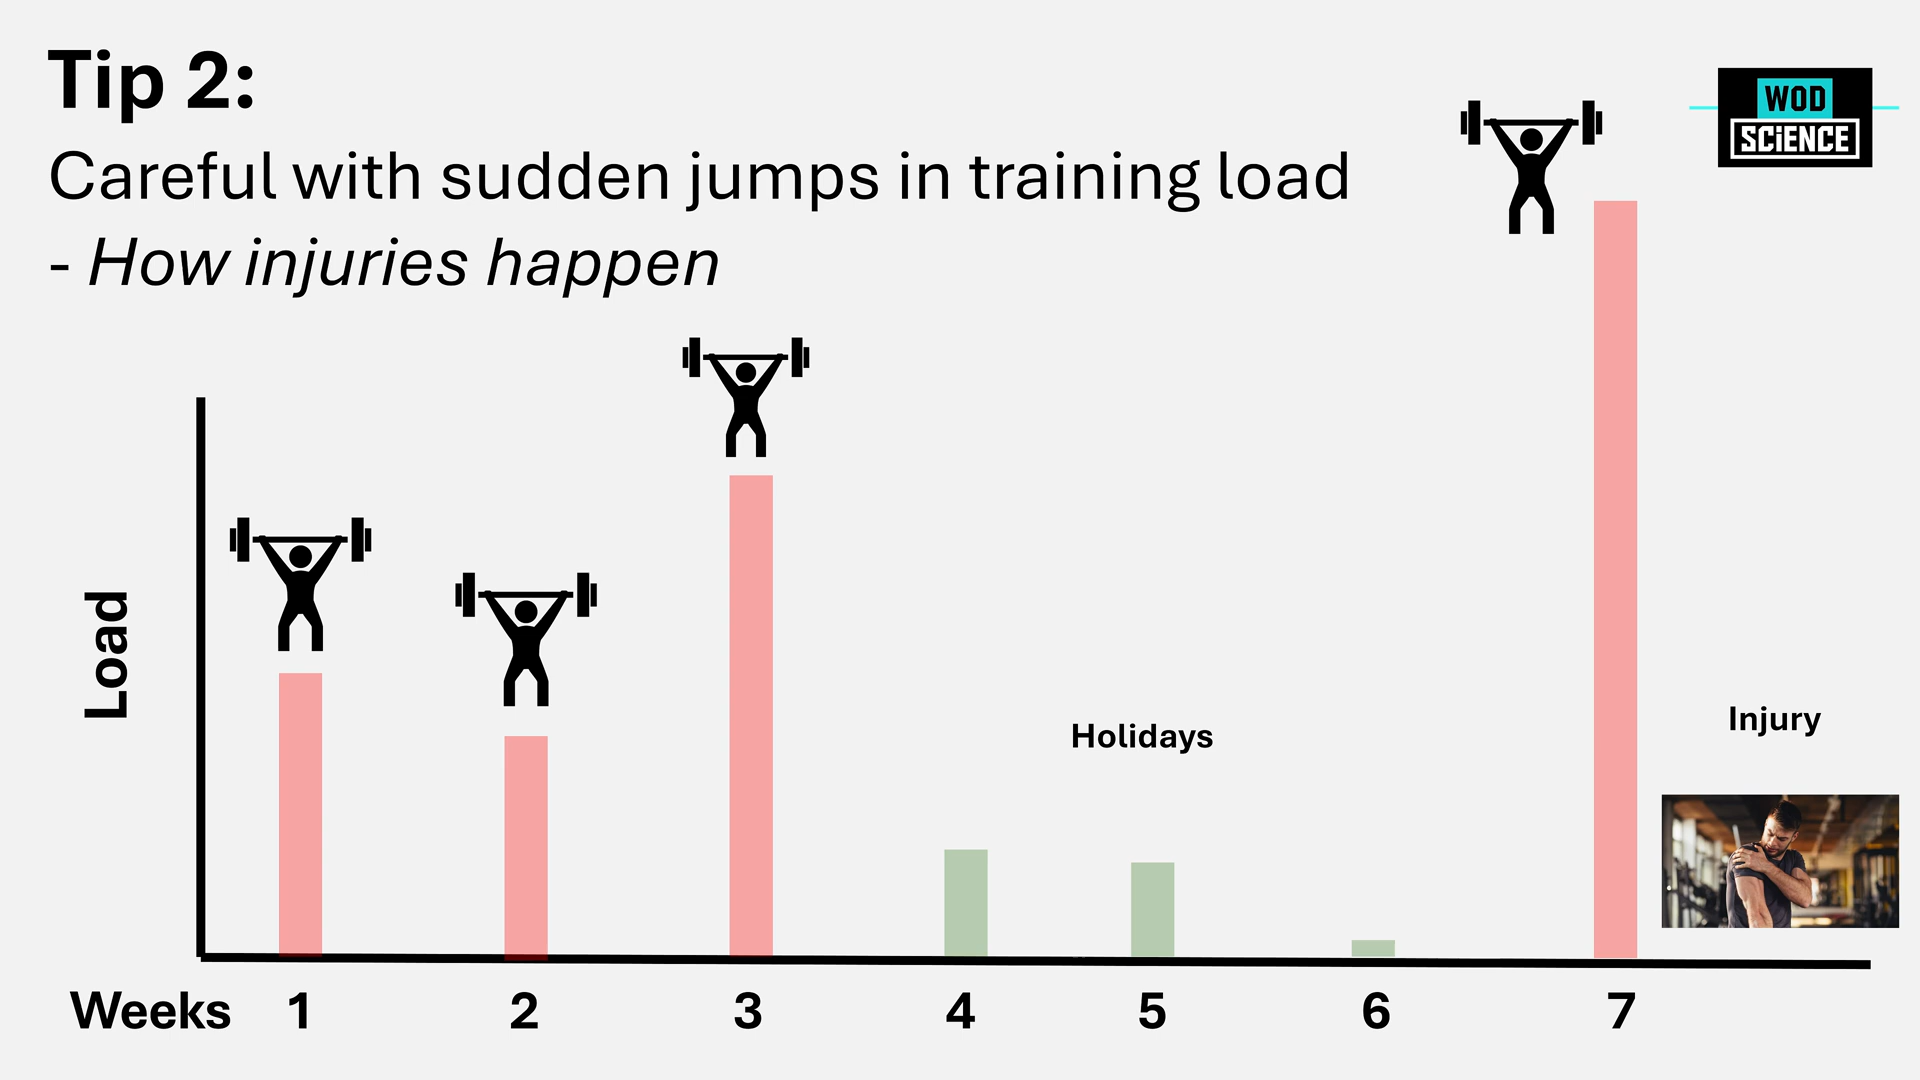 Tip 2:
Careful with sudden jumps in training load
- How injuries happen
WOD
SCiENCE
Load
Holidays
Injury
Weeks 1 2 3 4 5 6 7